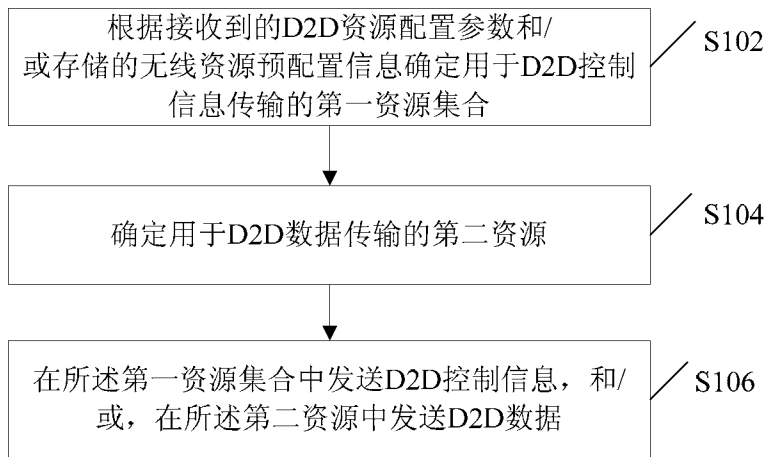 根据接收到的D2D资源配置参数和/
或存储的无线资源预配置信息确定用于D2D控制
信息传输的第一资源集合
S102
确定用于D2D数据传输的第二资源
S104
在所述第一资源集合中发送D2D控制信息，和/
或，在所述第二资源中发送D2D数据
S106